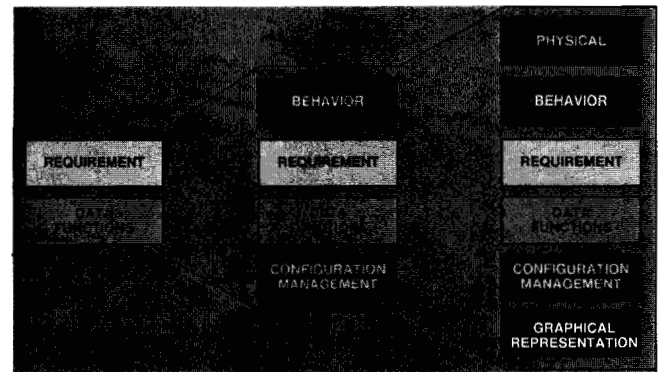 PHYSICAL
BEHAVIOR
BEHAVIOR
REQUIREMENT
REQUIREMENT
REQUIREMENT
DATA
FUNCTIONS
DATA
FUNCTIONS
CONFIGURATION
MANAGEMENT
CONFIGURATION
MANAGEMENT
GRAPHICAL
REPRESENTATION